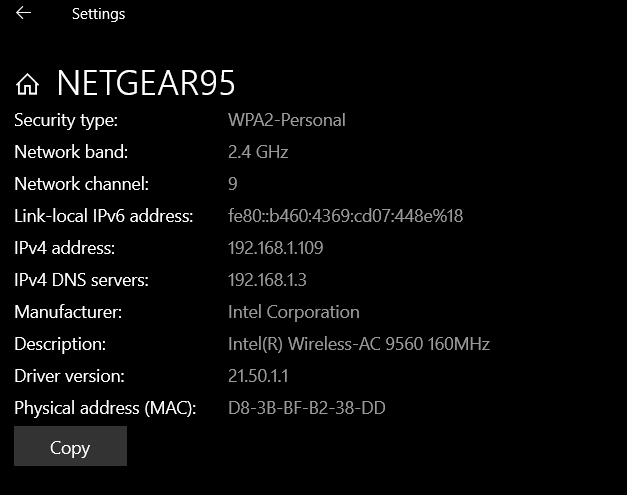 Settings
NETGEAR95
Security type: WPA2-Personal
Network band: 2.4 GHz
Network channel: 9
Link-local IPv6 address: fe80::b460:4369:cd07:448e%18
IPv4 address: 192.168.1.109
IPv4 DNS servers: 192.168.1.3
Manufacturer: Intel Corporation
Description: Intel(R) Wireless-AC 9560 160MHz
Driver version: 21.50.1.1
Physical address (MAC): D8-3B-BF-B2-38-DD
Copy